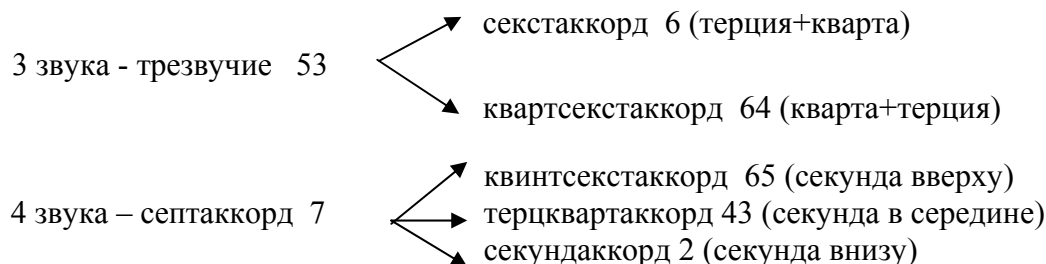 секстаккорд 6 (терция+кварта)
3 звука - трезвучие 53
квартсекстаккорд 64 (кварта+терция)
квинтсекстаккорд 65 (секунда вверху)
4 звука – септаккорд 7
терцквартаккорд 43 (секунда в середине)
секундаккорд 2 (секунда внизу)